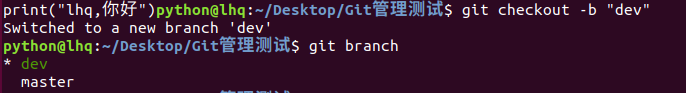 print("lhq,你好")python@lhq:~/Desktop/Git管理测试$ git checkout -b "dev"
Switched to a new branch 'dev'
python@lhq:~/Desktop/Git管理测试$ git branch
* dev
  master